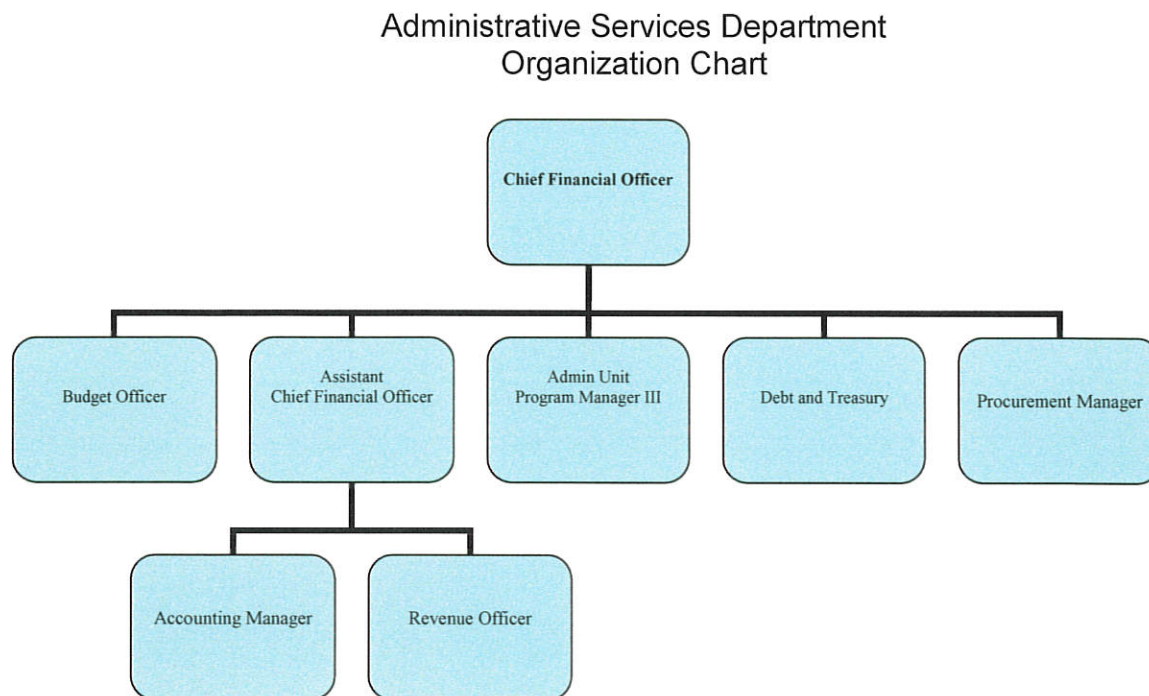 Administrative Services Department
Organization Chart
Chief Financial Officer
Budget Officer
Assistant
Chief Financial Officer
Admin Unit
Program Manager III
Debt and Treasury
Procurement Manager
Accounting Manager
Revenue Officer